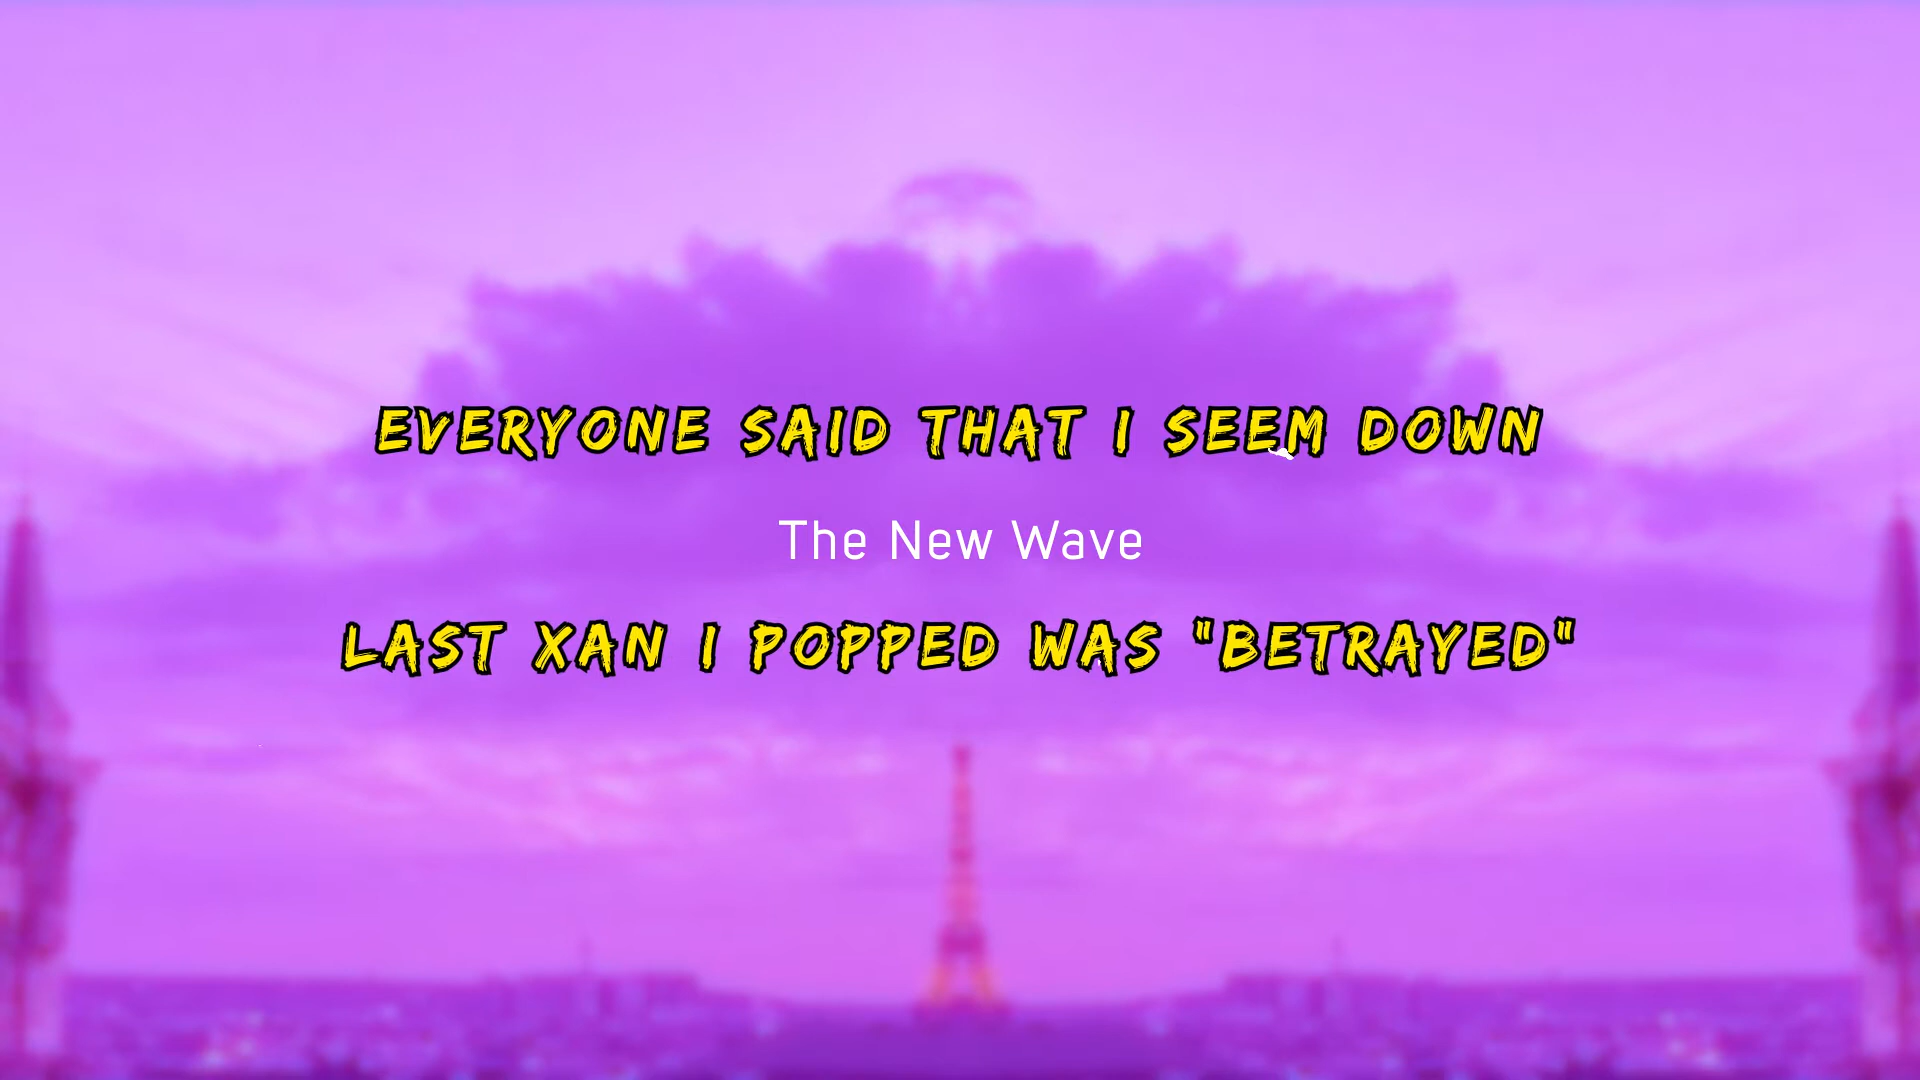 EVERYONE SAID THAT I SEEM DOWN
The New Wave
LAST XAN I POPPED WAS "BETRAYED"